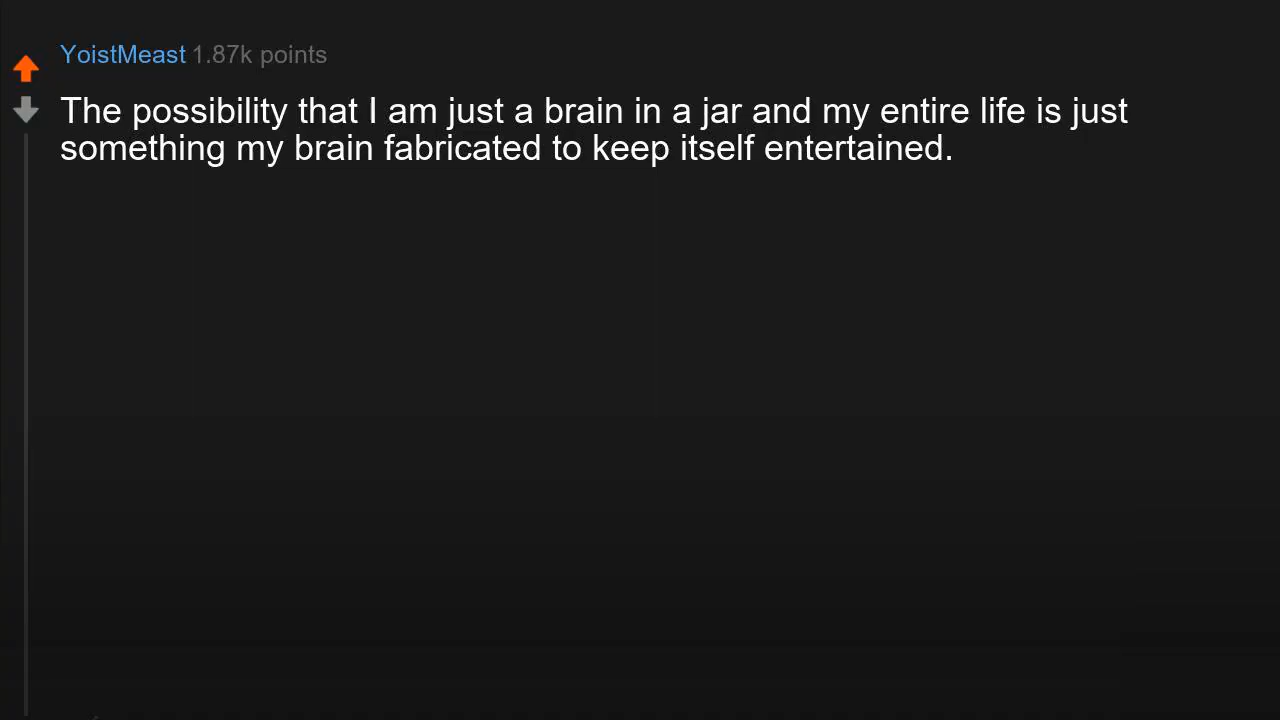 YoistMeast 1.87k points
The possibility that I am just a brain in a jar and my entire life is just
something my brain fabricated to keep itself entertained.